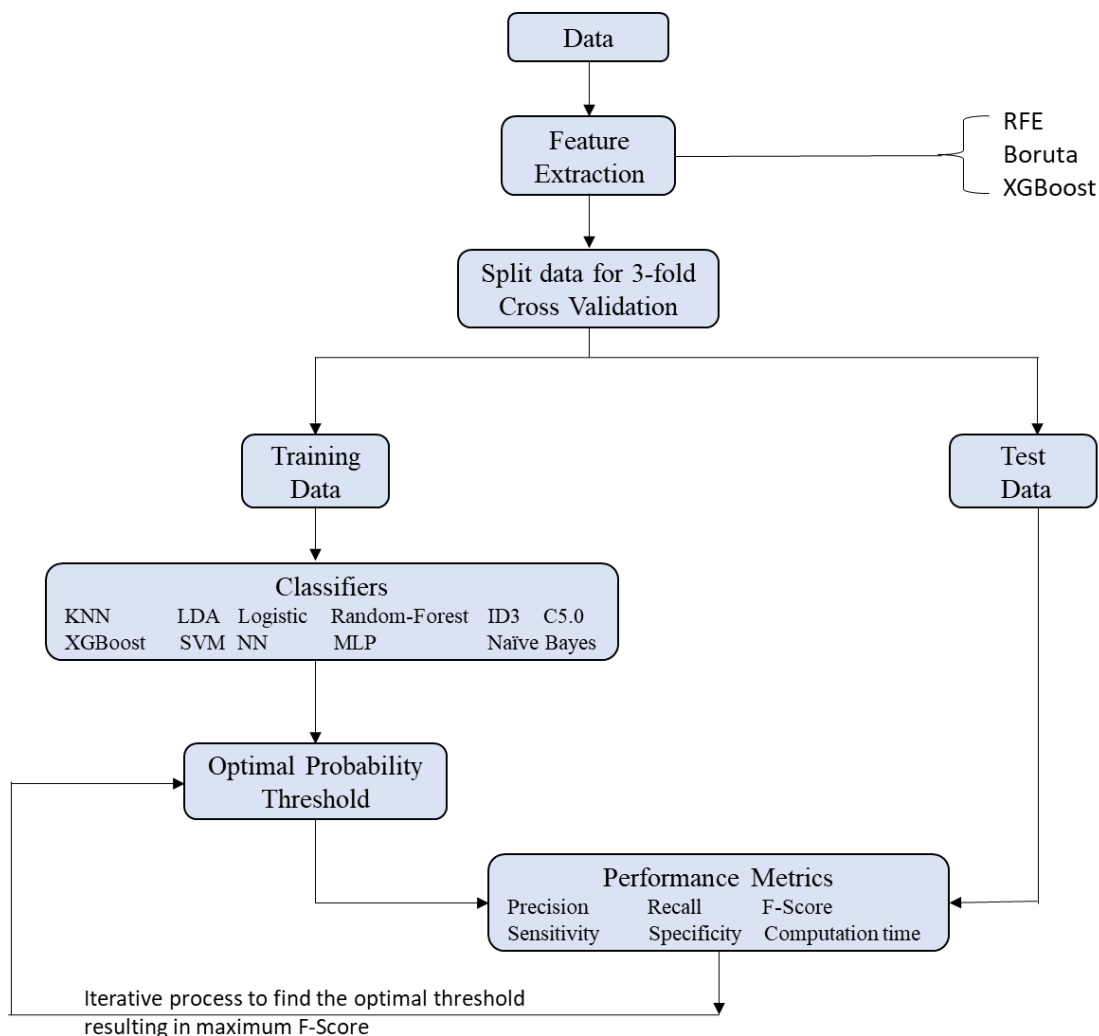 Data
Feature
Extraction
RFE
Boruta
XGBoost
Split data for 3-fold
Cross Validation
Training
Data
Test
Data
Classifiers
KNN LDA Logistic Random-Forest ID3 C5.0
XGBoost SVM NN MLP Naïve Bayes
Optimal Probability
Threshold
Performance Metrics
Precision Recall F-Score
Sensitivity Specificity Computation time
Iterative process to find the optimal threshold
resulting in maximum F-Score